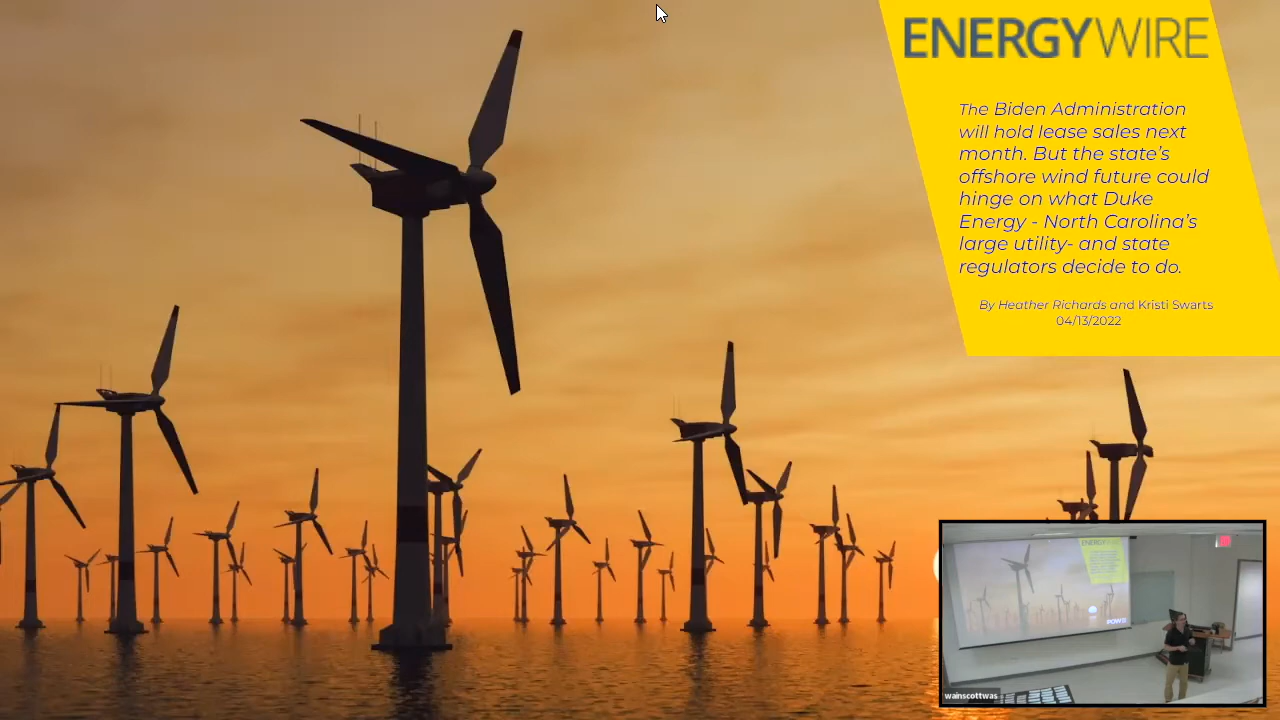 ENERGYWIRE
The Biden Administration
will hold lease sales next
month. But the state's
offshore wind future could
hinge on what Duke
Energy - North Carolina's
large utility- and state
regulators decide to do.
By Heather Richards and Kristi Swarts
04/13/2022
ENERGYWIRE
wainscottwas